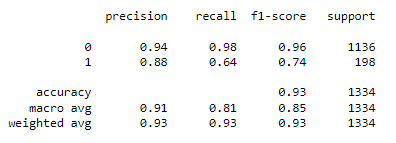 precision recall f1-score support
0 0.94 0.98 0.96 1136
1 0.88 0.64 0.74 198
accuracy 0.93 1334
macro avg 0.91 0.81 0.85 1334
weighted avg 0.93 0.93 0.93 1334